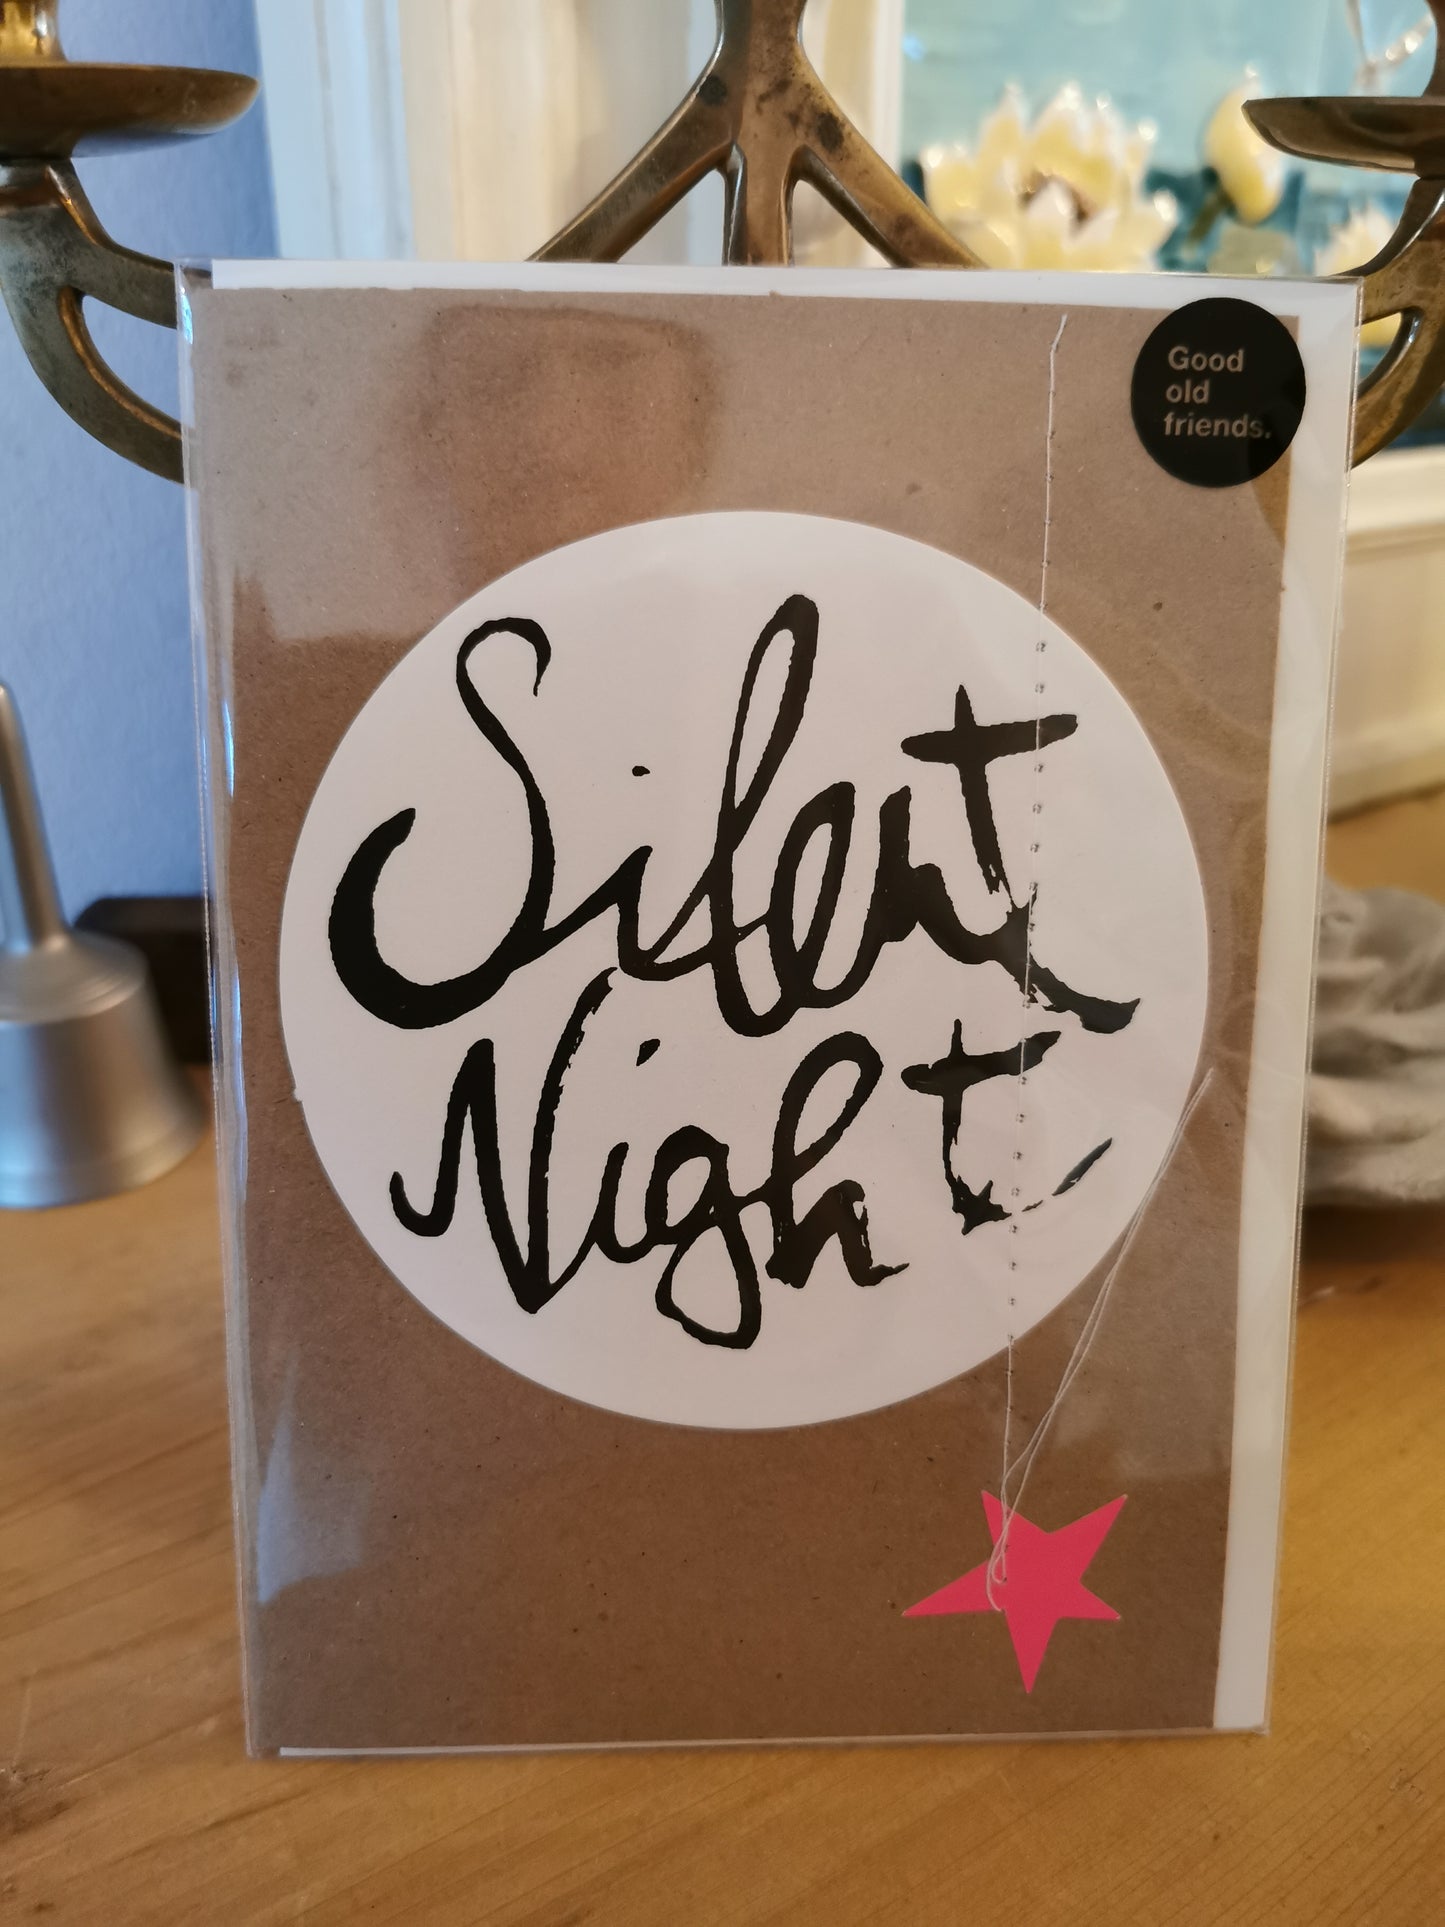 Good
old
friends.
Silent
Night